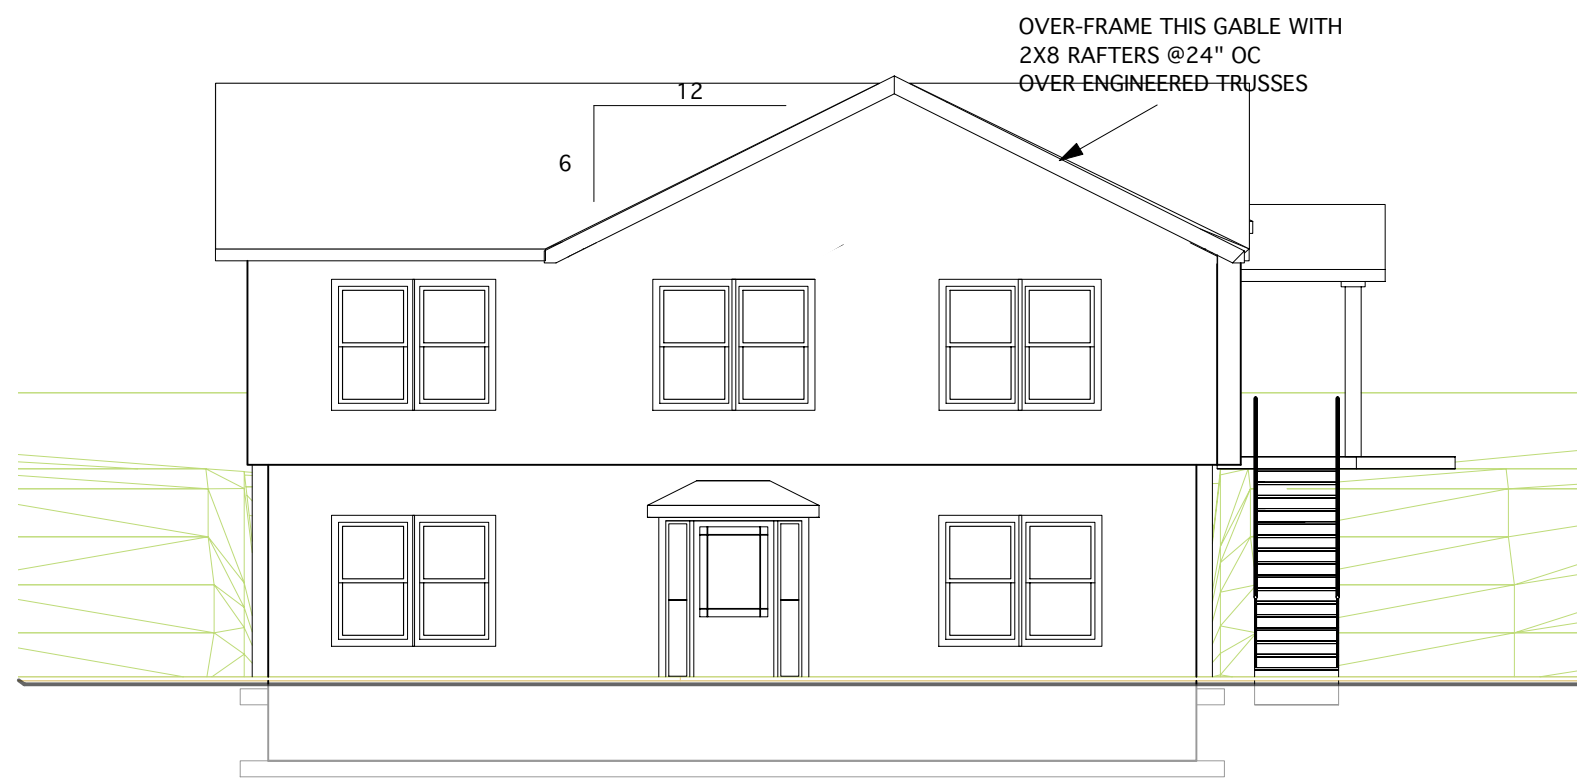 OVER-FRAME THIS GABLE WITH
2X8 RAFTERS @24" OC
OVER ENGINEERED TRUSSES
12
6